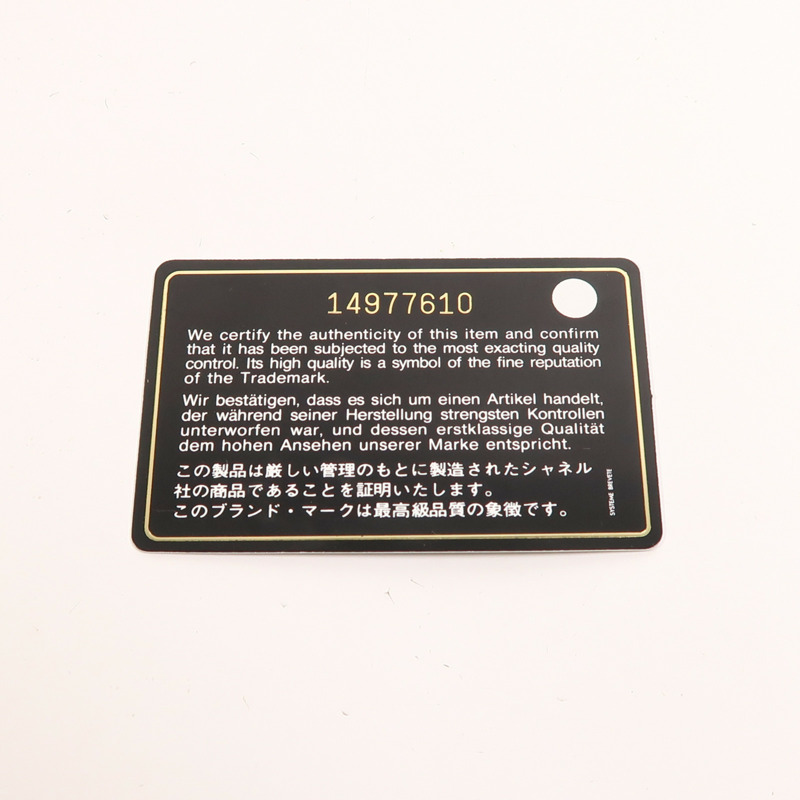 14977610
We certify the authenticity of this item and confirm
that it has been subjected to the most exacting quality
control. Its high quality is a symbol of the fine reputation
of the Trademark.
Wir bestätigen, dass es sich um einen Artikel handelt,
der während seiner Herstellung strengsten Kontrollen
unterworfen war, und dessen erstklassige Qualität
dem hohen Ansehen unserer Marke entspricht.
この製品は厳しい管理のもとに製造されたシャネル
社の商品であることを証明いたします。
このブランド・マークは最高級品質の象徴です。
SYSTEME BREVETE